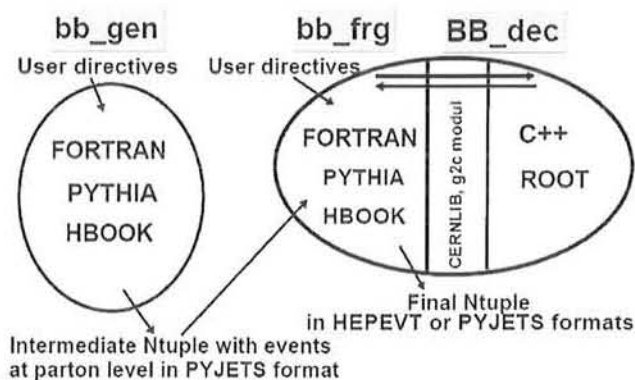 bb_gen
User directives
FORTRAN
PYTHIA
HBOOK
Intermediate Ntuple with events
at parton level in PYJETS format
bb_frg
BB_dec
User directives
FORTRAN
PYTHIA
HBOOK
CERNLIB, g2c modul
C++
ROOT
Final Ntuple
in HEPEVT or PYJETS formats